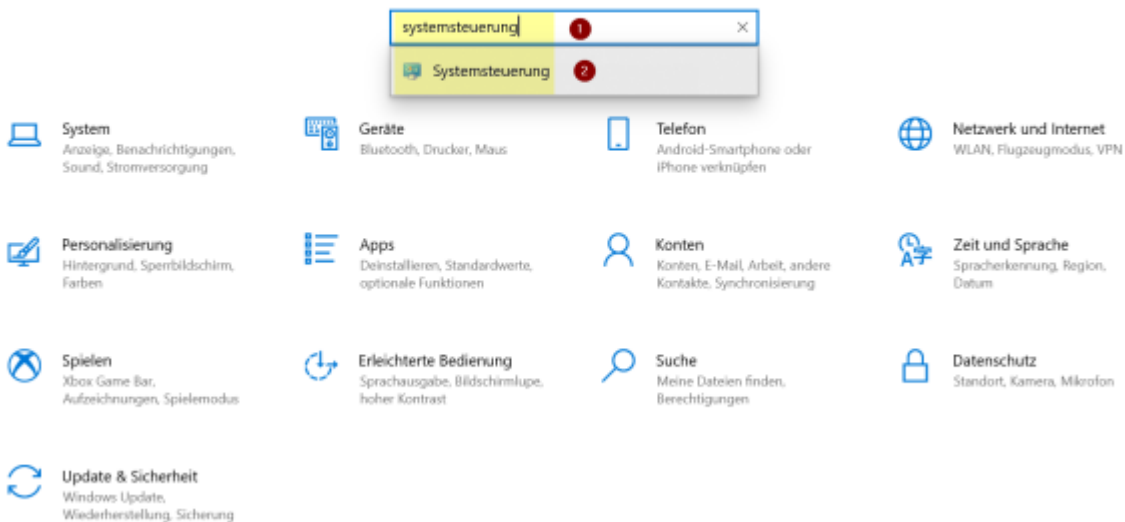 systemsteuerung
1
Systemsteuerung
2
System
Anzeige, Benachrichtigungen,
Sound, Stromversorgung
Geräte
Bluetooth, Drucker, Maus
Telefon
Android-Smartphone oder
iPhone verknüpfen
Netzwerk und Internet
WLAN, Flugzeugmodus, VPN
Personalisierung
Hintergrund, Sperrbildschirm,
Farben
Apps
Deinstallieren, Standardwerte,
optionale Funktionen
Konten
Konten, E-Mail, Arbeit, andere
Kontakte, Synchronisierung
Zeit und Sprache
Spracherkennung, Region,
Datum
Spielen
Xbox Game Bar,
Aufzeichnungen, Spielemodus
Erleichterte Bedienung
Sprachausgabe, Bildschirmlupe,
hoher Kontrast
Suche
Meine Dateien finden,
Berechtigungen
Datenschutz
Standort, Kamera, Mikrofon
Update & Sicherheit
Windows Update,
Wiederherstellung, Sicherung